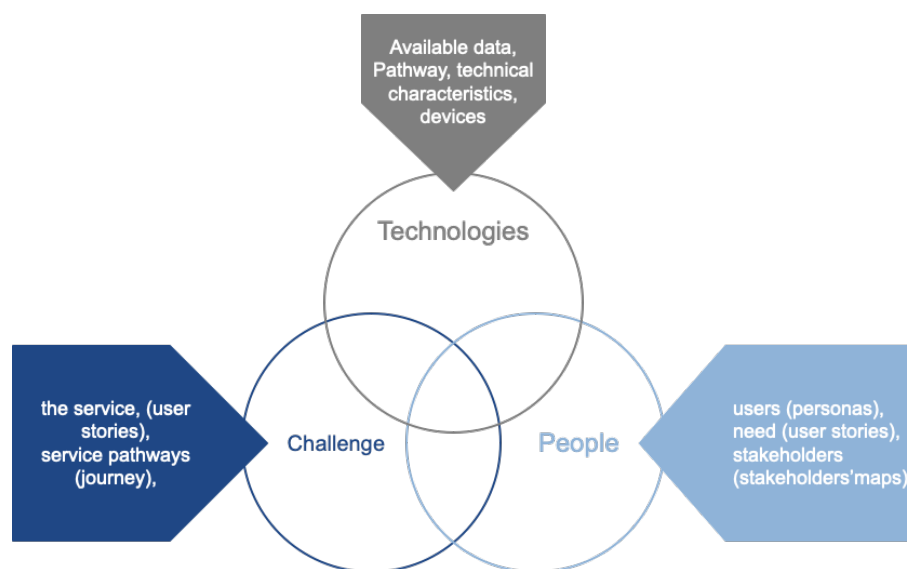 Available data,
Pathway, technical
characteristics,
devices
Technologies
the service, (user
stories),
service pathways
(journey),
Challenge
People
users (personas),
need (user stories),
stakeholders
(stakeholders'maps)